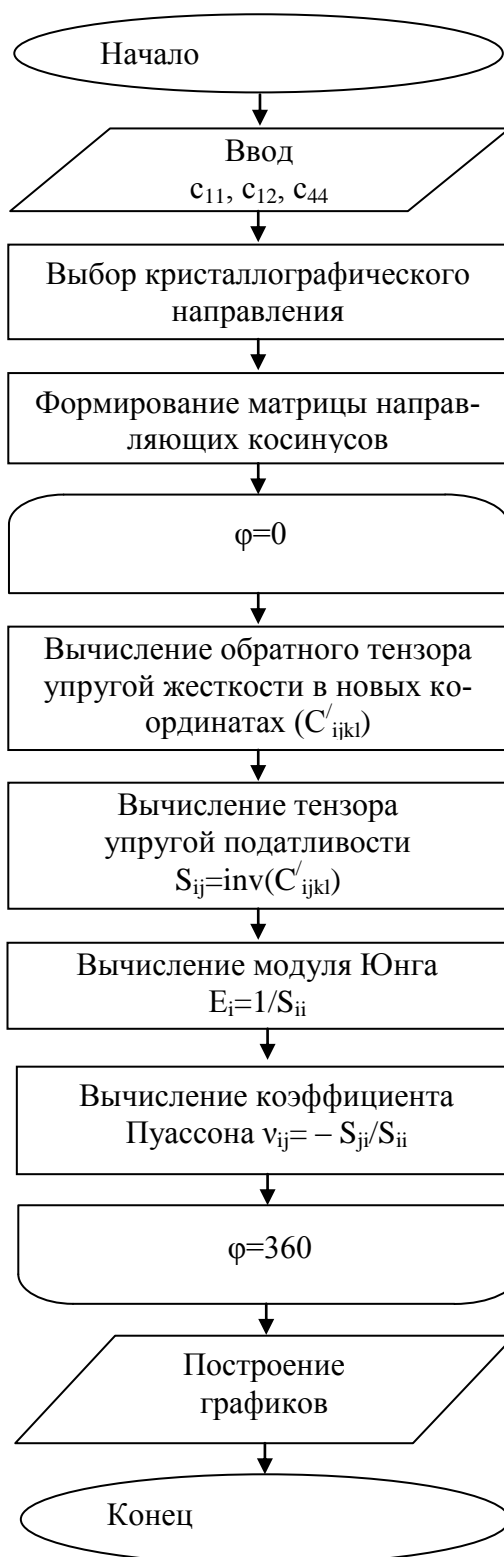 Начало
Ввод
c₁₁, c₁₂, c₄₄
Выбор кристаллографического
направления
Формирование матрицы направ-
ляющих косинусов
φ=0
Вычисление обратного тензора
упругой жесткости в новых ко-
ординатах (C′ᵢⱼₖₗ)
Вычисление тензора
упругой податливости
Sᵢⱼ=inv(C′ᵢⱼₖₗ)
Вычисление модуля Юнга
Eᵢ=1/Sᵢᵢ
Вычисление коэффициента
Пуассона νᵢⱼ= – Sⱼᵢ/Sᵢᵢ
φ=360
Построение
графиков
Конец